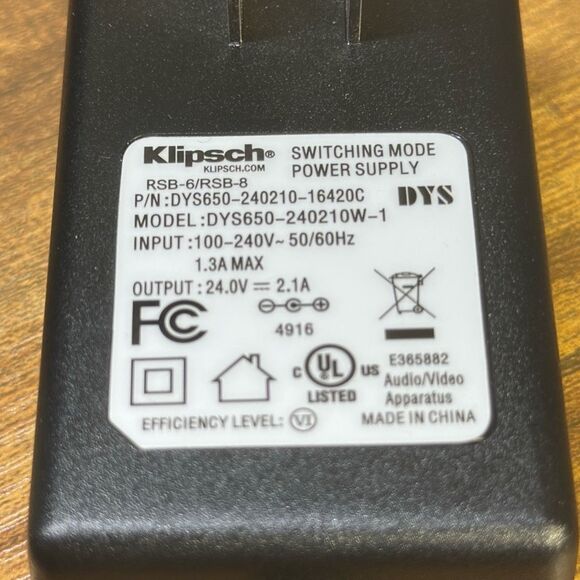 Klipsch®
KLIPSCH.COM
SWITCHING MODE
POWER SUPPLY
RSB-6/RSB-8
P/N:DYS650-240210-16420C
DYS
MODEL:DYS650-240210W-1
INPUT:100-240V~50/60Hz
1.3A MAX
OUTPUT:24.0V⎓2.1A
FC
4916
C UL US
LISTED
E365882
Audio/Video
Apparatus
EFFICIENCY LEVEL: VI
MADE IN CHINA